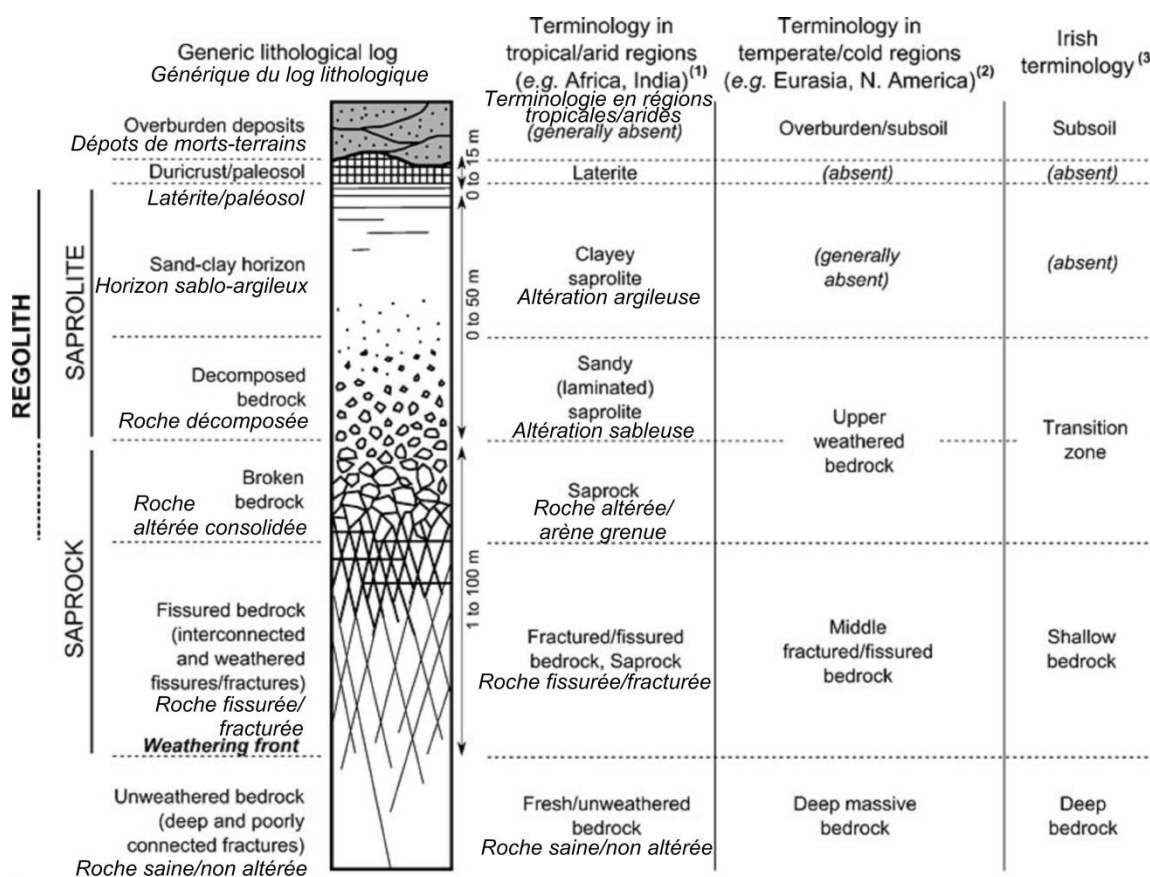 Generic lithological log
Générique du log lithologique
Terminology in
tropical/arid regions
(e.g. Africa, India)(1)
Terminologie en régions
tropicales/arides
(generally absent)
Terminology in
temperate/cold regions
(e.g. Eurasia, N. America)(2)
Irish
terminology (3
Overburden deposits
Dépots de morts-terrains
Overburden/subsoil
Subsoil
0 to 15 m
Duricrust/paleosol
Laterite
(absent)
(absent)
Latérite/paléosol
REGOLITH
SAPROLITE
Sand-clay horizon
Horizon sablo-argileux
0 to 50 m
Clayey
saprolite
Altération argileuse
(generally
absent)
(absent)
Decomposed
bedrock
Roche décomposée
Sandy
(laminated)
saprolite
Altération sableuse
Upper
weathered
bedrock
Transition
zone
SAPROCK
Broken
bedrock
Roche
altérée consolidée
1 to 100 m
Saprock
Roche altérée/
arène grenue
Fissured bedrock
(interconnected
and weathered
fissures/fractures)
Roche fissurée/
fracturée
Weathering front
Fractured/fissured
bedrock, Saprock
Roche fissurée/fracturée
Middle
fractured/fissured
bedrock
Shallow
bedrock
Unweathered bedrock
(deep and poorly
connected fractures)
Roche saine/non altérée
Fresh/unweathered
bedrock
Roche saine/non altérée
Deep massive
bedrock
Deep
bedrock